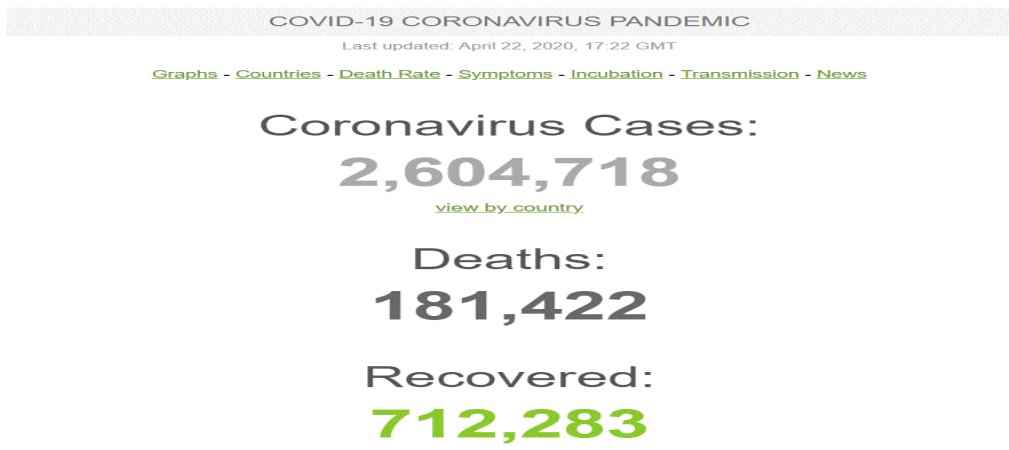 COVID-19 CORONAVIRUS PANDEMIC
Last updated: April 22, 2020, 17:22 GMT
Graphs - Countries - Death Rate - Symptoms - Incubation - Transmission - News
Coronavirus Cases:
2,604,718
view by country
Deaths:
181,422
Recovered:
712,283